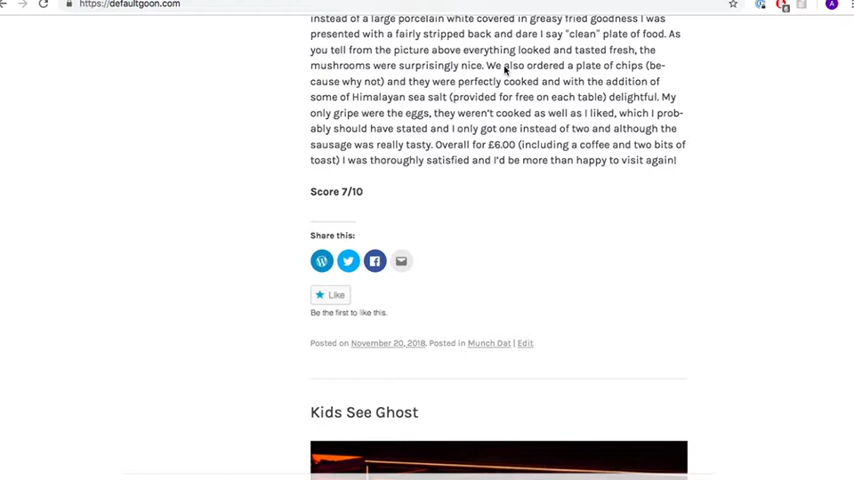 https://defaultgoon.com
instead of a large porcelain white covered in greasy fried goodness I was
presented with a fairly stripped back and dare I say "clean" plate of food. As
you tell from the picture above everything looked and tasted fresh, the
mushrooms were surprisingly nice. We also ordered a plate of chips (be-
cause why not) and they were perfectly cooked and with the addition of
some of Himalayan sea salt (provided for free on each table) delightful. My
only gripe were the eggs, they weren't cooked as well as I liked, which I prob-
ably should have stated and I only got one instead of two and although the
sausage was really tasty. Overall for £6.00 (including a coffee and two bits of
toast) I was thoroughly satisfied and I'd be more than happy to visit again!
Score 7/10
Share this:
Like
Be the first to like this.
Posted on November 20, 2018. Posted in Munch Dat | Edit
Kids See Ghost